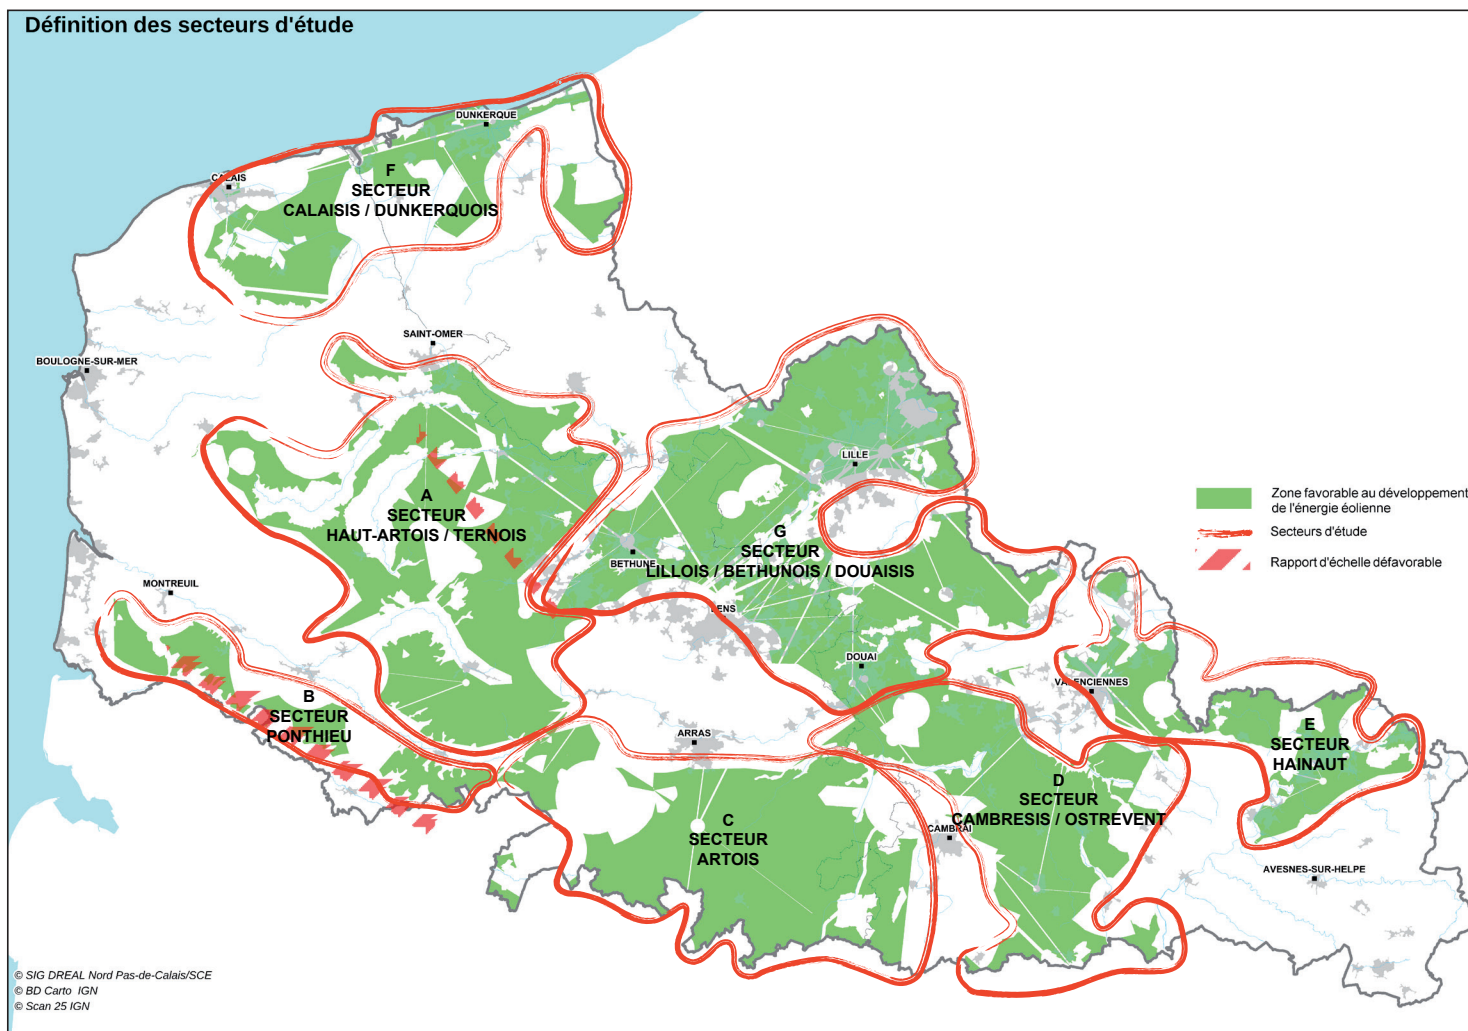 Définition des secteurs d'étude
DUNKERQUE
CALAIS
F
SECTEUR
CALAISIS / DUNKERQUOIS
SAINT-OMER
BOULOGNE-SUR-MER
LILLE
A
SECTEUR
HAUT-ARTOIS / TERNOIS
G
SECTEUR
LILLOIS / BETHUNOIS / DOUAISIS
BETHUNE
MONTREUIL
LENS
DOUAI
VALENCIENNES
B
SECTEUR
PONTHIEU
ARRAS
E
SECTEUR
HAINAUT
D
SECTEUR
CAMBRESIS / OSTREVENT
C
SECTEUR
ARTOIS
CAMBRAI
AVESNES-SUR-HELPE
Zone favorable au développement
de l'énergie éolienne
Secteurs d'étude
Rapport d'échelle défavorable
© SIG DREAL Nord Pas-de-Calais/SCE
© BD Carto IGN
© Scan 25 IGN